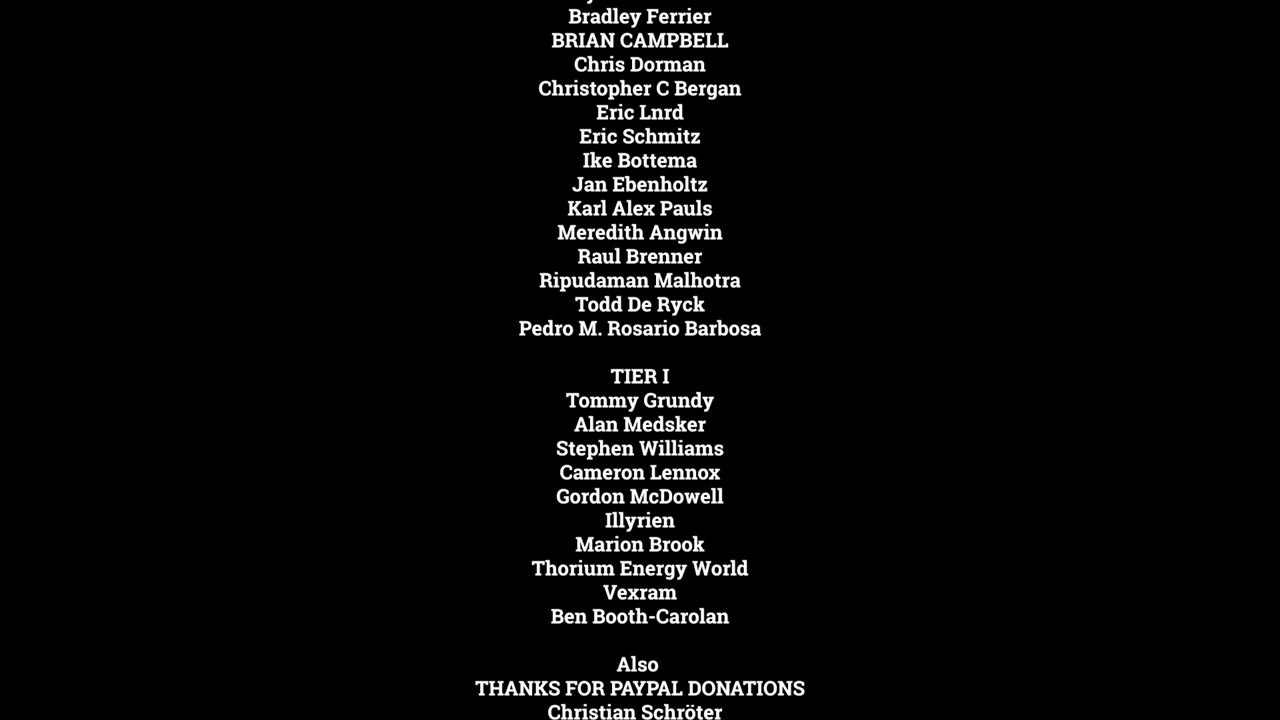 Bradley Ferrier
BRIAN CAMPBELL
Chris Dorman
Christopher C Bergan
Eric Lnrd
Eric Schmitz
Ike Bottema
Jan Ebenholtz
Karl Alex Pauls
Meredith Angwin
Raul Brenner
Ripudaman Malhotra
Todd De Ryck
Pedro M. Rosario Barbosa
TIER I
Tommy Grundy
Alan Medsker
Stephen Williams
Cameron Lennox
Gordon McDowell
Illyrien
Marion Brook
Thorium Energy World
Vexram
Ben Booth-Carolan
Also
THANKS FOR PAYPAL DONATIONS
Christian Schröter